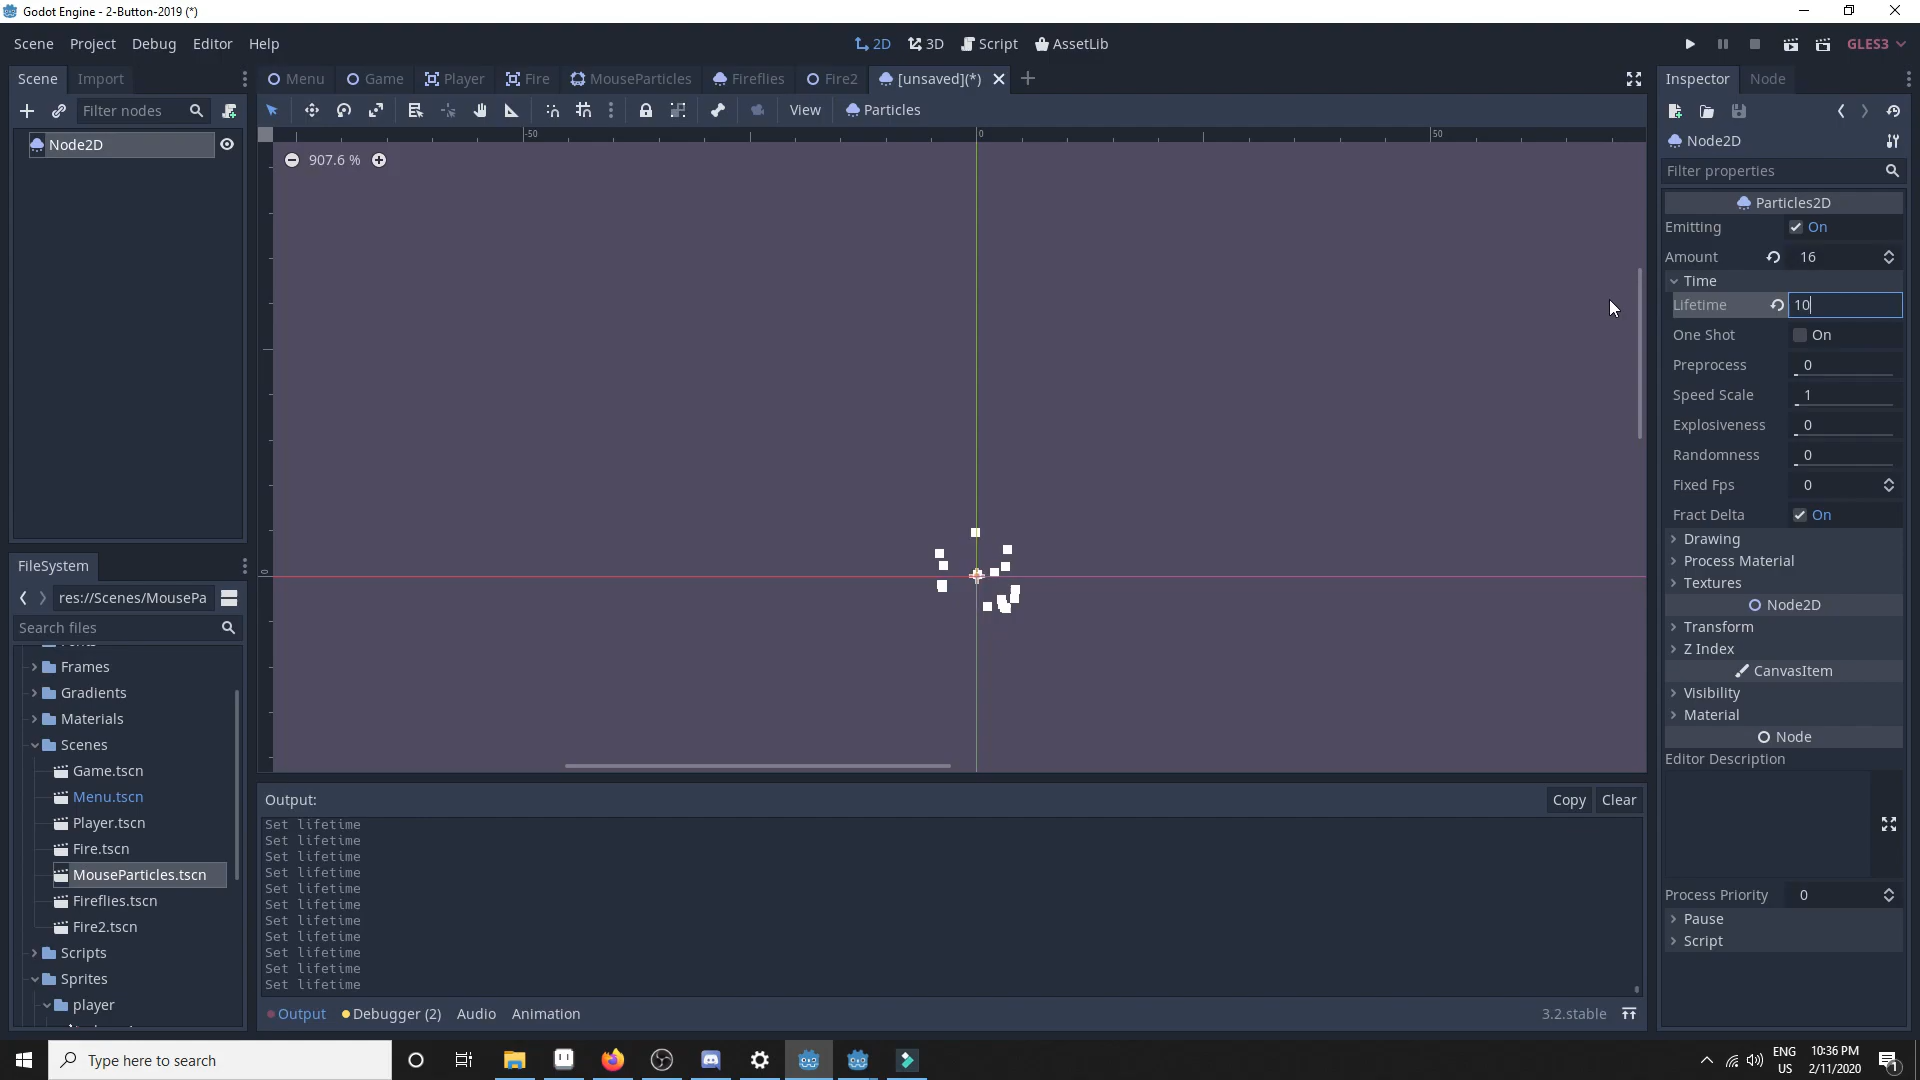 Godot Engine - 2-Button-2019 (*)
Scene Project Debug Editor Help
2D 3D Script AssetLib
GLES3
Scene Import
Menu Game Player Fire MouseParticles Fireflies Fire2 [unsaved](*)
Inspector Node
Filter nodes
View Particles
-50 0 50
Node2D
907.6 %
0
Node2D
Filter properties
Particles2D
Emitting On
Amount 16
Time
Lifetime 10
One Shot On
Preprocess 0
Speed Scale 1
Explosiveness 0
Randomness 0
Fixed Fps 0
Fract Delta On
Drawing
Process Material
Textures
Node2D
Transform
Z Index
CanvasItem
Visibility
Material
Node
Editor Description
Process Priority 0
Pause
Script
FileSystem
res://Scenes/MousePa
Search files
Frames
Gradients
Materials
Scenes
Game.tscn
Menu.tscn
Player.tscn
Fire.tscn
MouseParticles.tscn
Fireflies.tscn
Fire2.tscn
Scripts
Sprites
player
Output:
Copy Clear
Set lifetime
Set lifetime
Set lifetime
Set lifetime
Set lifetime
Set lifetime
Set lifetime
Set lifetime
Set lifetime
Set lifetime
Set lifetime
Output Debugger (2) Audio Animation
3.2.stable
Type here to search
ENG
US
10:36 PM
2/11/2020
1